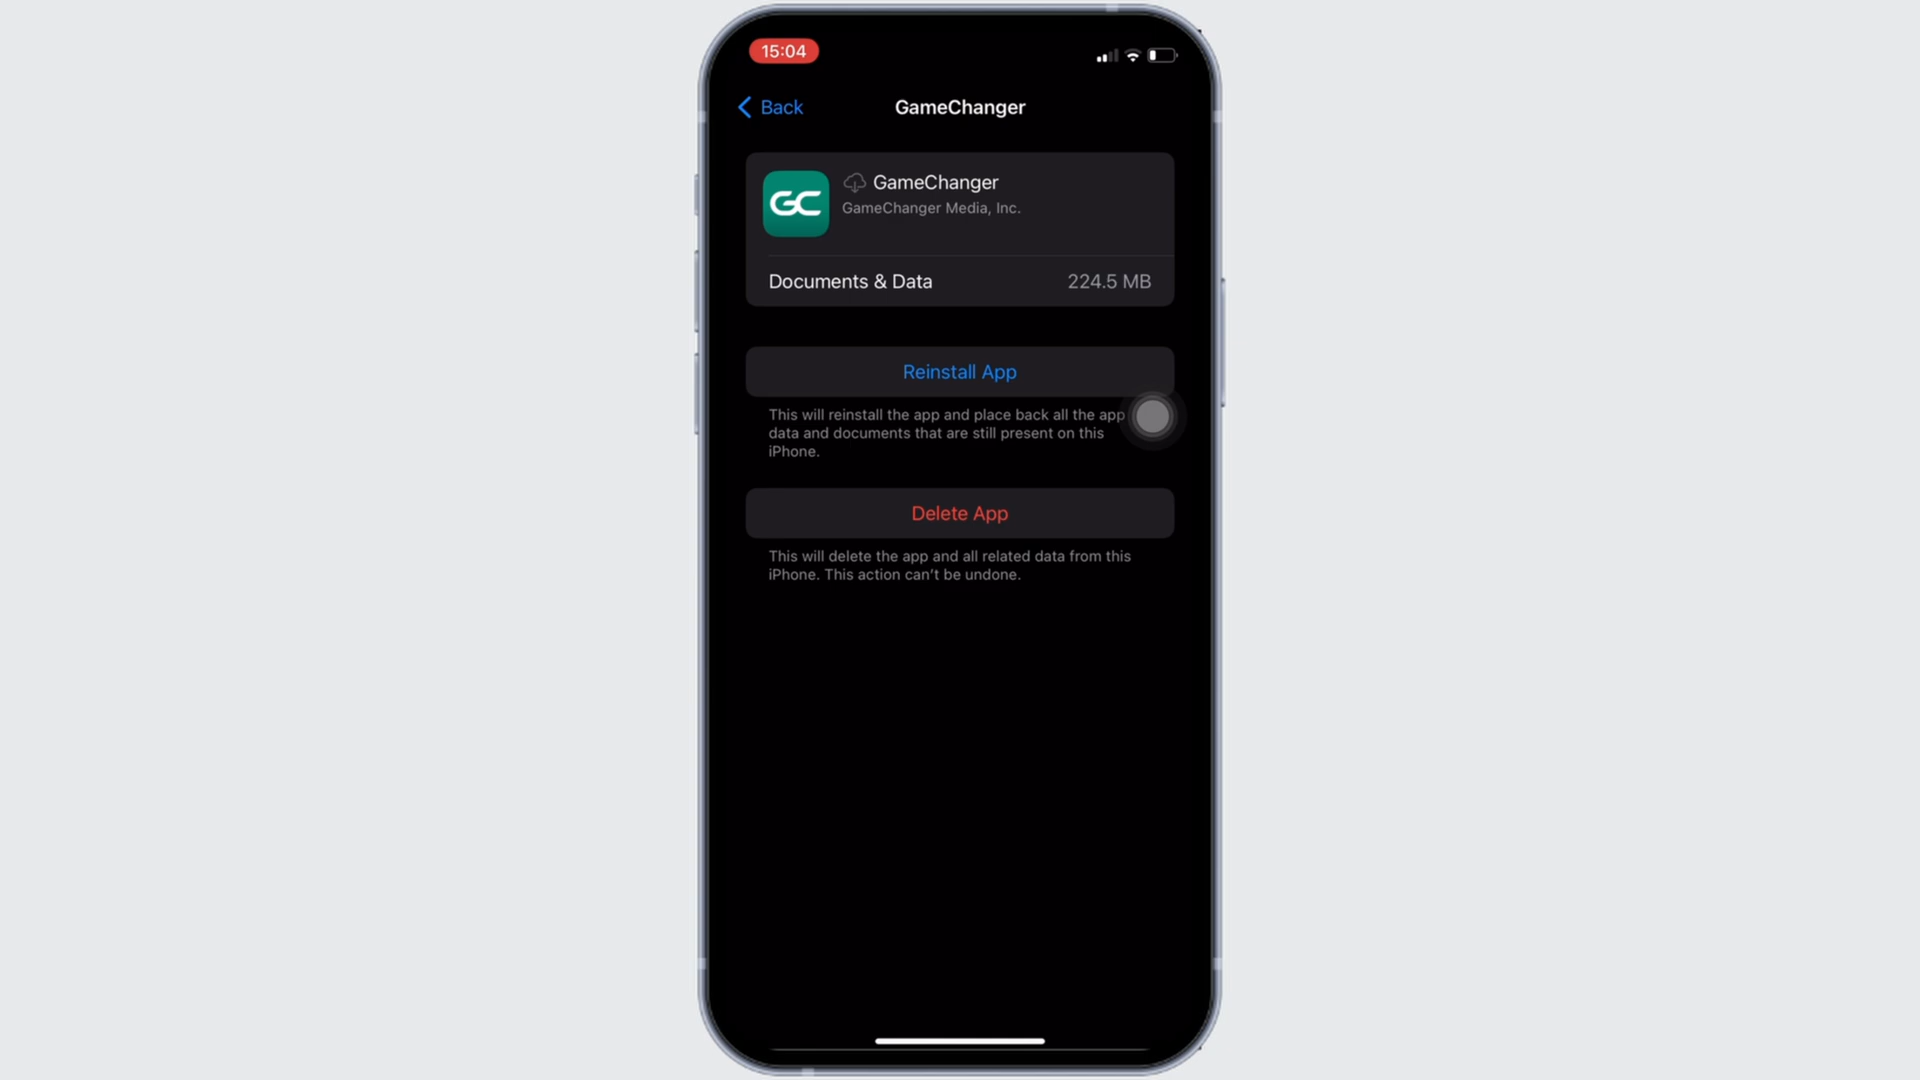 15:04
Back
GameChanger
GC
GameChanger
GameChanger Media, Inc.
Documents & Data 224.5 MB
Reinstall App
This will reinstall the app and place back all the app
data and documents that are still present on this
iPhone.
Delete App
This will delete the app and all related data from this
iPhone. This action can't be undone.